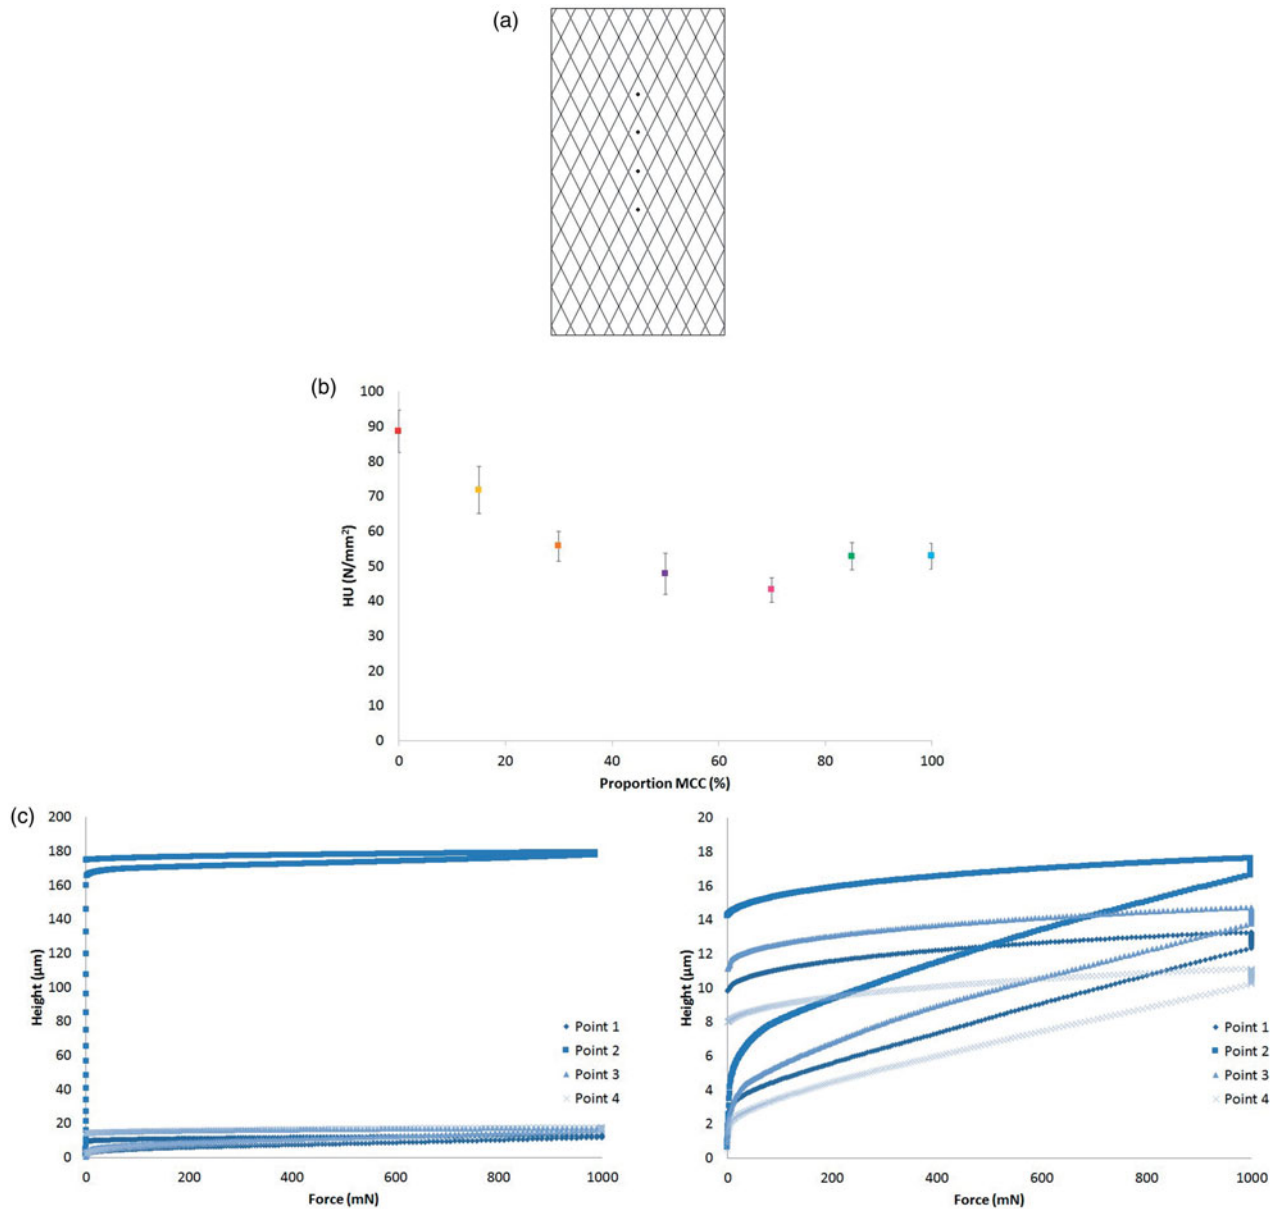 (a)
(b)
100
90
80
70
60
50
40
30
20
10
0
HU (N/mm²)
0 20 40 60 80 100
Proportion MCC (%)
(c)
200
180
160
140
120
100
80
60
40
20
0
Height (µm)
0 200 400 600 800 1000
Force (mN)
Point 1
Point 2
Point 3
Point 4
20
18
16
14
12
10
8
6
4
2
0
Height (µm)
0 200 400 600 800 1000
Force (mN)
Point 1
Point 2
Point 3
Point 4